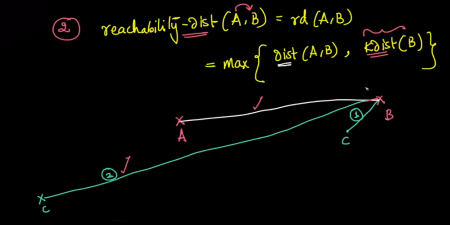 ② reachability-dist (A, B) = rd (A, B)
= max { dist (A, B) , kdist (B) }
A
B
①
C
②
C